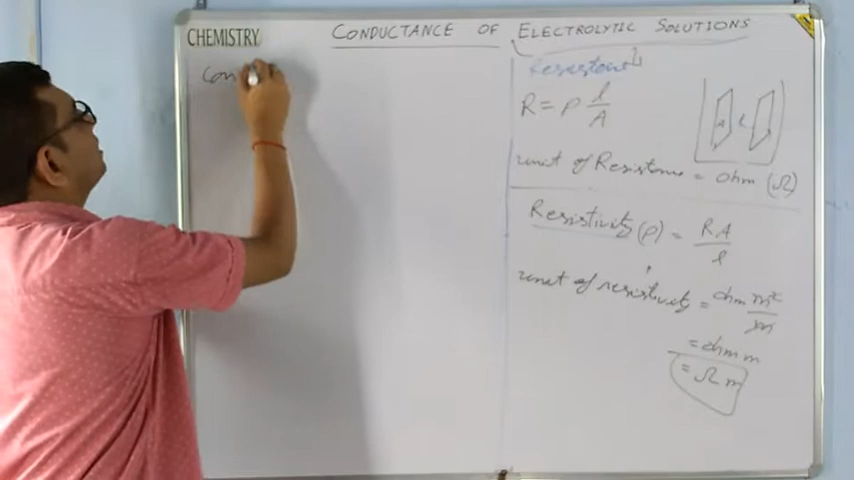 CHEMISTRY
CONDUCTANCE OF ELECTROLYTIC SOLUTIONS
Con
Resistance
R = ρ l/A
A l
unit of Resistance = ohm (Ω)
Resistivity (ρ) = RA/l
unit of resistivity = ohm m²/m
= ohm m
= Ω m